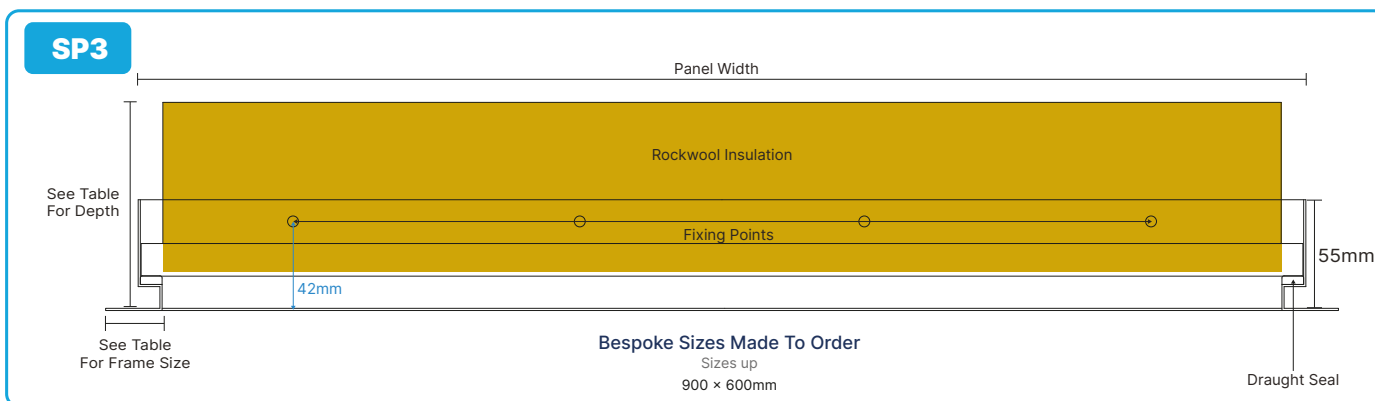 SP3
Panel Width
Rockwool Insulation
See Table
For Depth
Fixing Points
55mm
42mm
See Table
For Frame Size
Bespoke Sizes Made To Order
Sizes up
900 × 600mm
Draught Seal